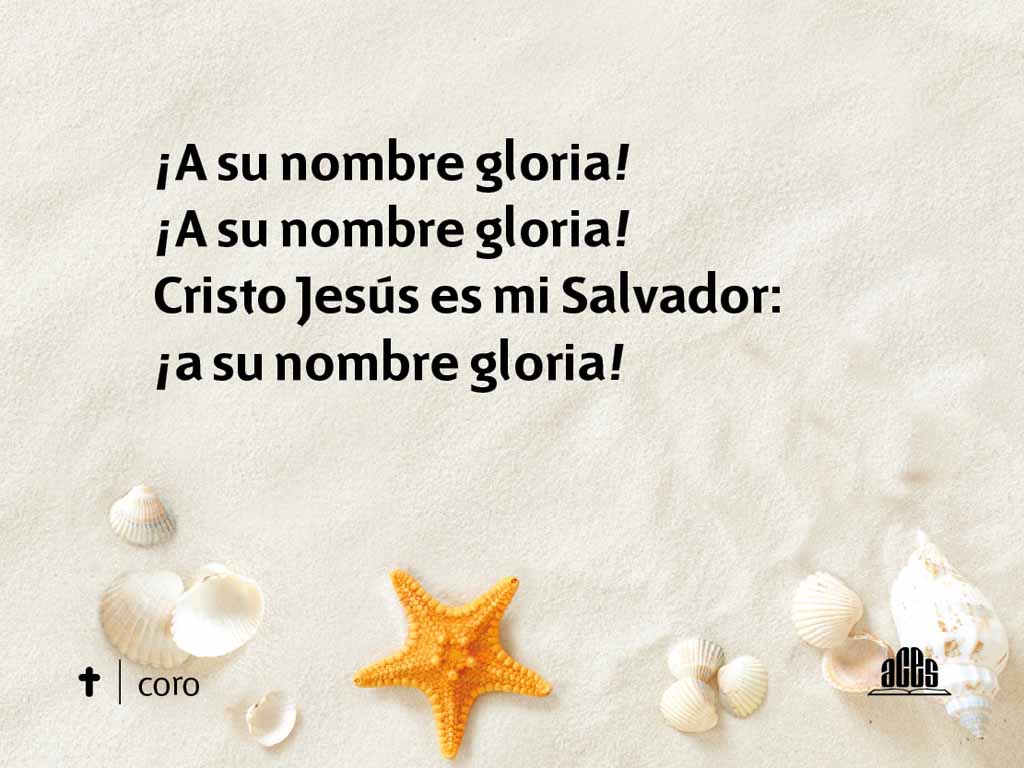 ¡A su nombre gloria!
¡A su nombre gloria!
Cristo Jesús es mi Salvador:
¡a su nombre gloria!
coro
aces